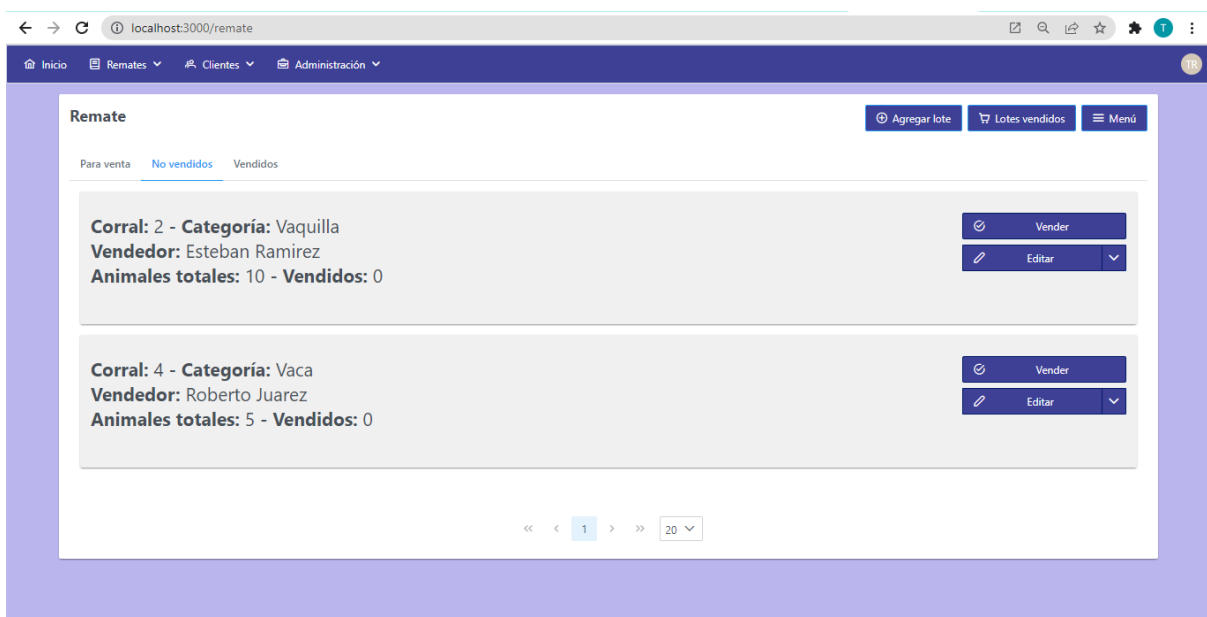 localhost:3000/remate
T
Inicio Remates Clientes Administración TR
Remate Agregar lote Lotes vendidos Menú
Para venta No vendidos Vendidos
Corral: 2 - Categoría: Vaquilla
Vendedor: Esteban Ramirez
Animales totales: 10 - Vendidos: 0
Vender
Editar
Corral: 4 - Categoría: Vaca
Vendedor: Roberto Juarez
Animales totales: 5 - Vendidos: 0
Vender
Editar
<< < 1 > >> 20